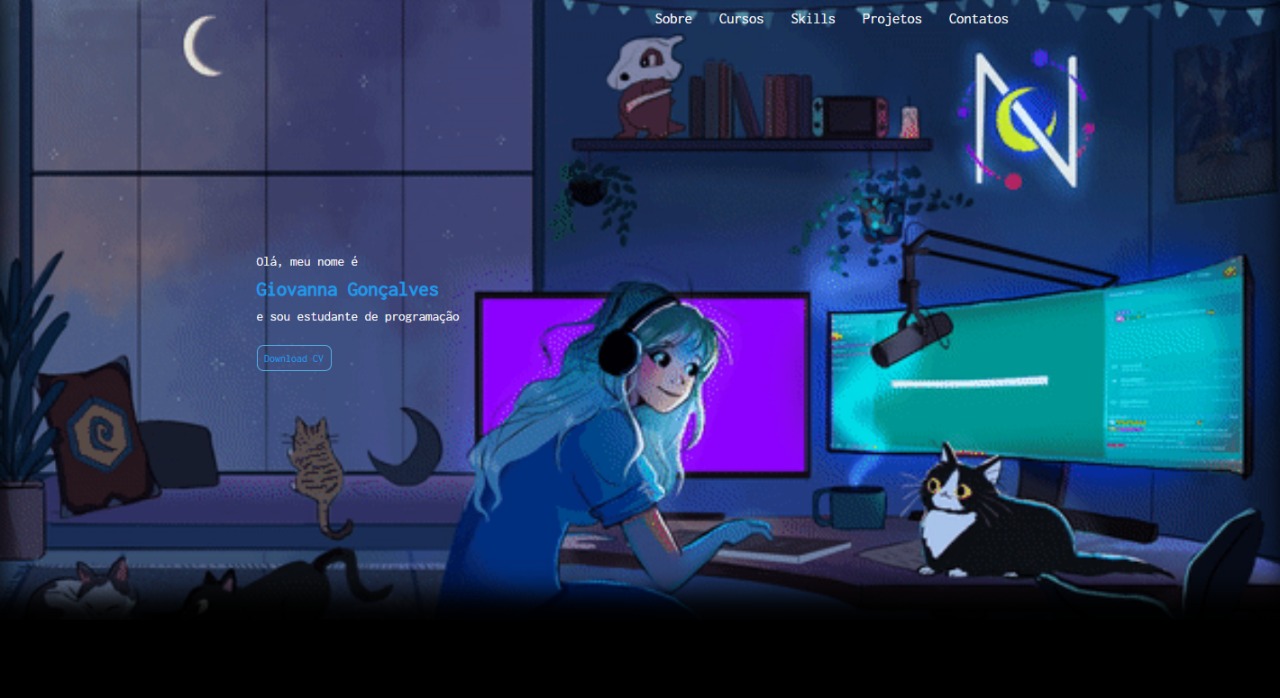 Sobre Cursos Skills Projetos Contatos
Olá, meu nome é
Giovanna Gonçalves
e sou estudante de programação
Download CV